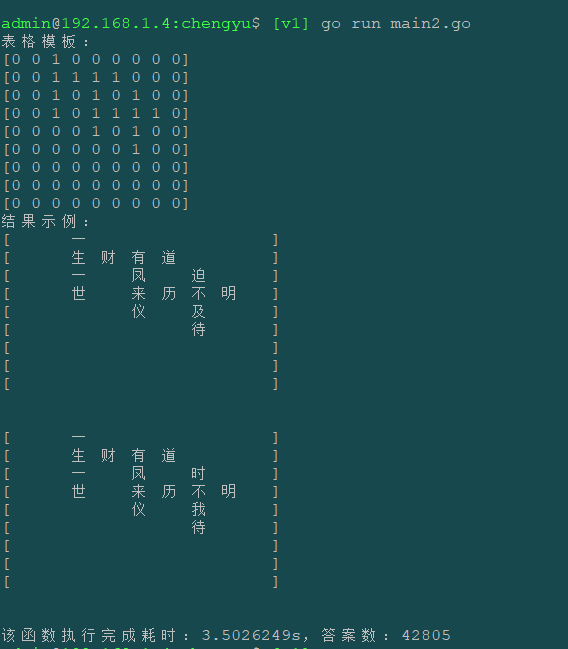 admin@192.168.1.4:chengyu$ [v1] go run main2.go
表格模板：
[0 0 1 0 0 0 0 0 0]
[0 0 1 1 1 1 0 0 0]
[0 0 1 0 1 0 1 0 0]
[0 0 1 0 1 1 1 1 0]
[0 0 0 0 1 0 1 0 0]
[0 0 0 0 0 0 1 0 0]
[0 0 0 0 0 0 0 0 0]
[0 0 0 0 0 0 0 0 0]
[0 0 0 0 0 0 0 0 0]
结果示例：
[ 一 ]
[ 生 财 有 道 ]
[ 一 凤 迫 ]
[ 世 来 历 不 明 ]
[ 仪 及 ]
[ 待 ]
[ ]
[ ]
[ ]
[ 一 ]
[ 生 财 有 道 ]
[ 一 凤 时 ]
[ 世 来 历 不 明 ]
[ 仪 我 ]
[ 待 ]
[ ]
[ ]
[ ]
该函数执行完成耗时：3.5026249s，答案数：42805